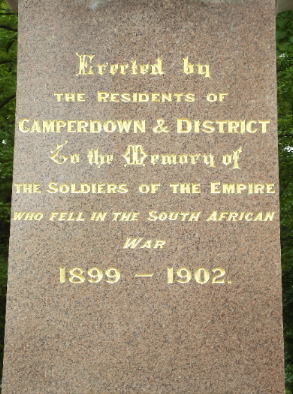 Erected by
THE RESIDENTS OF
CAMPERDOWN & DISTRICT
To the Memory of
THE SOLDIERS OF THE EMPIRE
WHO FELL IN THE SOUTH AFRICAN
WAR
1899 — 1902.